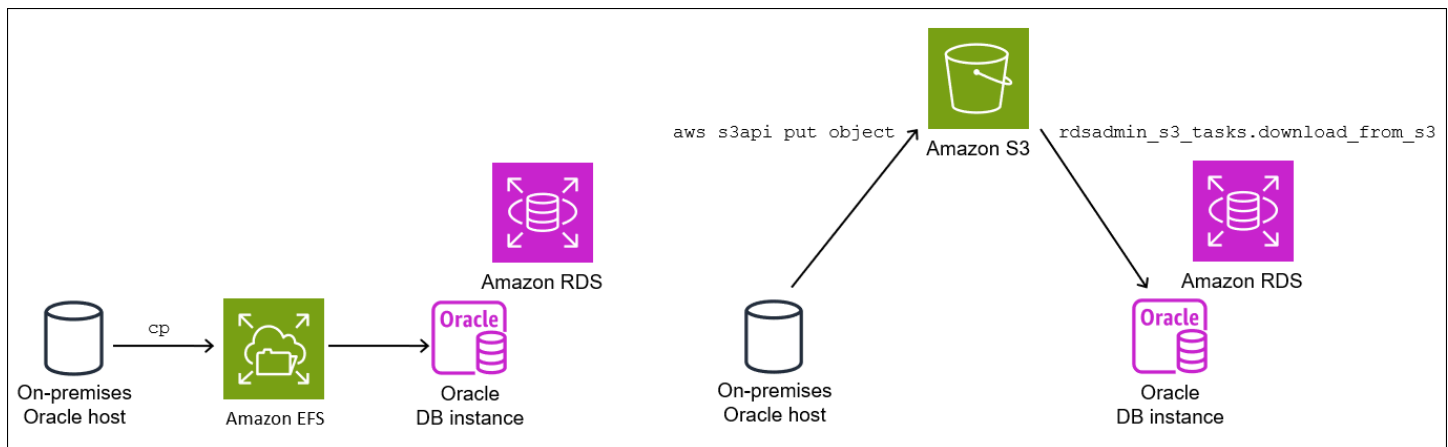 aws s3api put object
rdsadmin_s3_tasks.download_from_s3
Amazon S3
Amazon RDS
Amazon RDS
cp
Oracle
Oracle
On-premises
Oracle host
Amazon EFS
Oracle
DB instance
On-premises
Oracle host
Oracle
DB instance